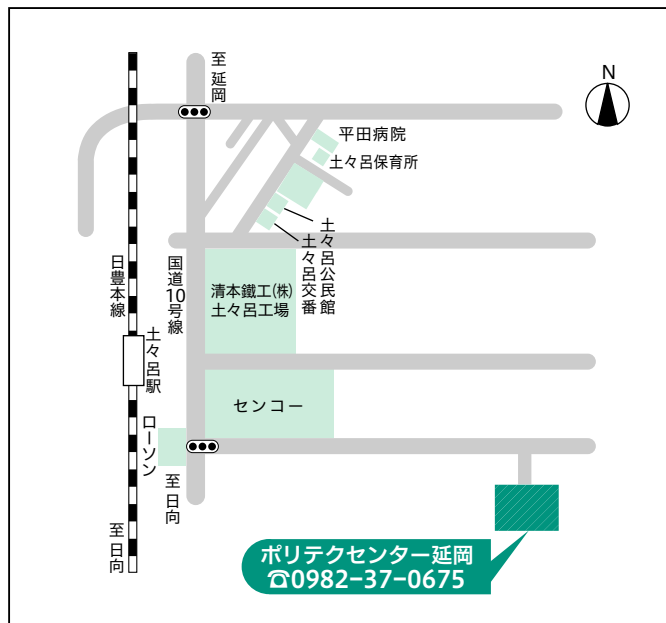 至延岡
N
平田病院
土々呂保育所
土々呂公民館
土々呂交番
日豊本線
国道10号線
清本鐵工(株)
土々呂工場
土々呂駅
センコー
ローソン
至日向
至日向
ポリテクセンター延岡
☎0982-37-0675